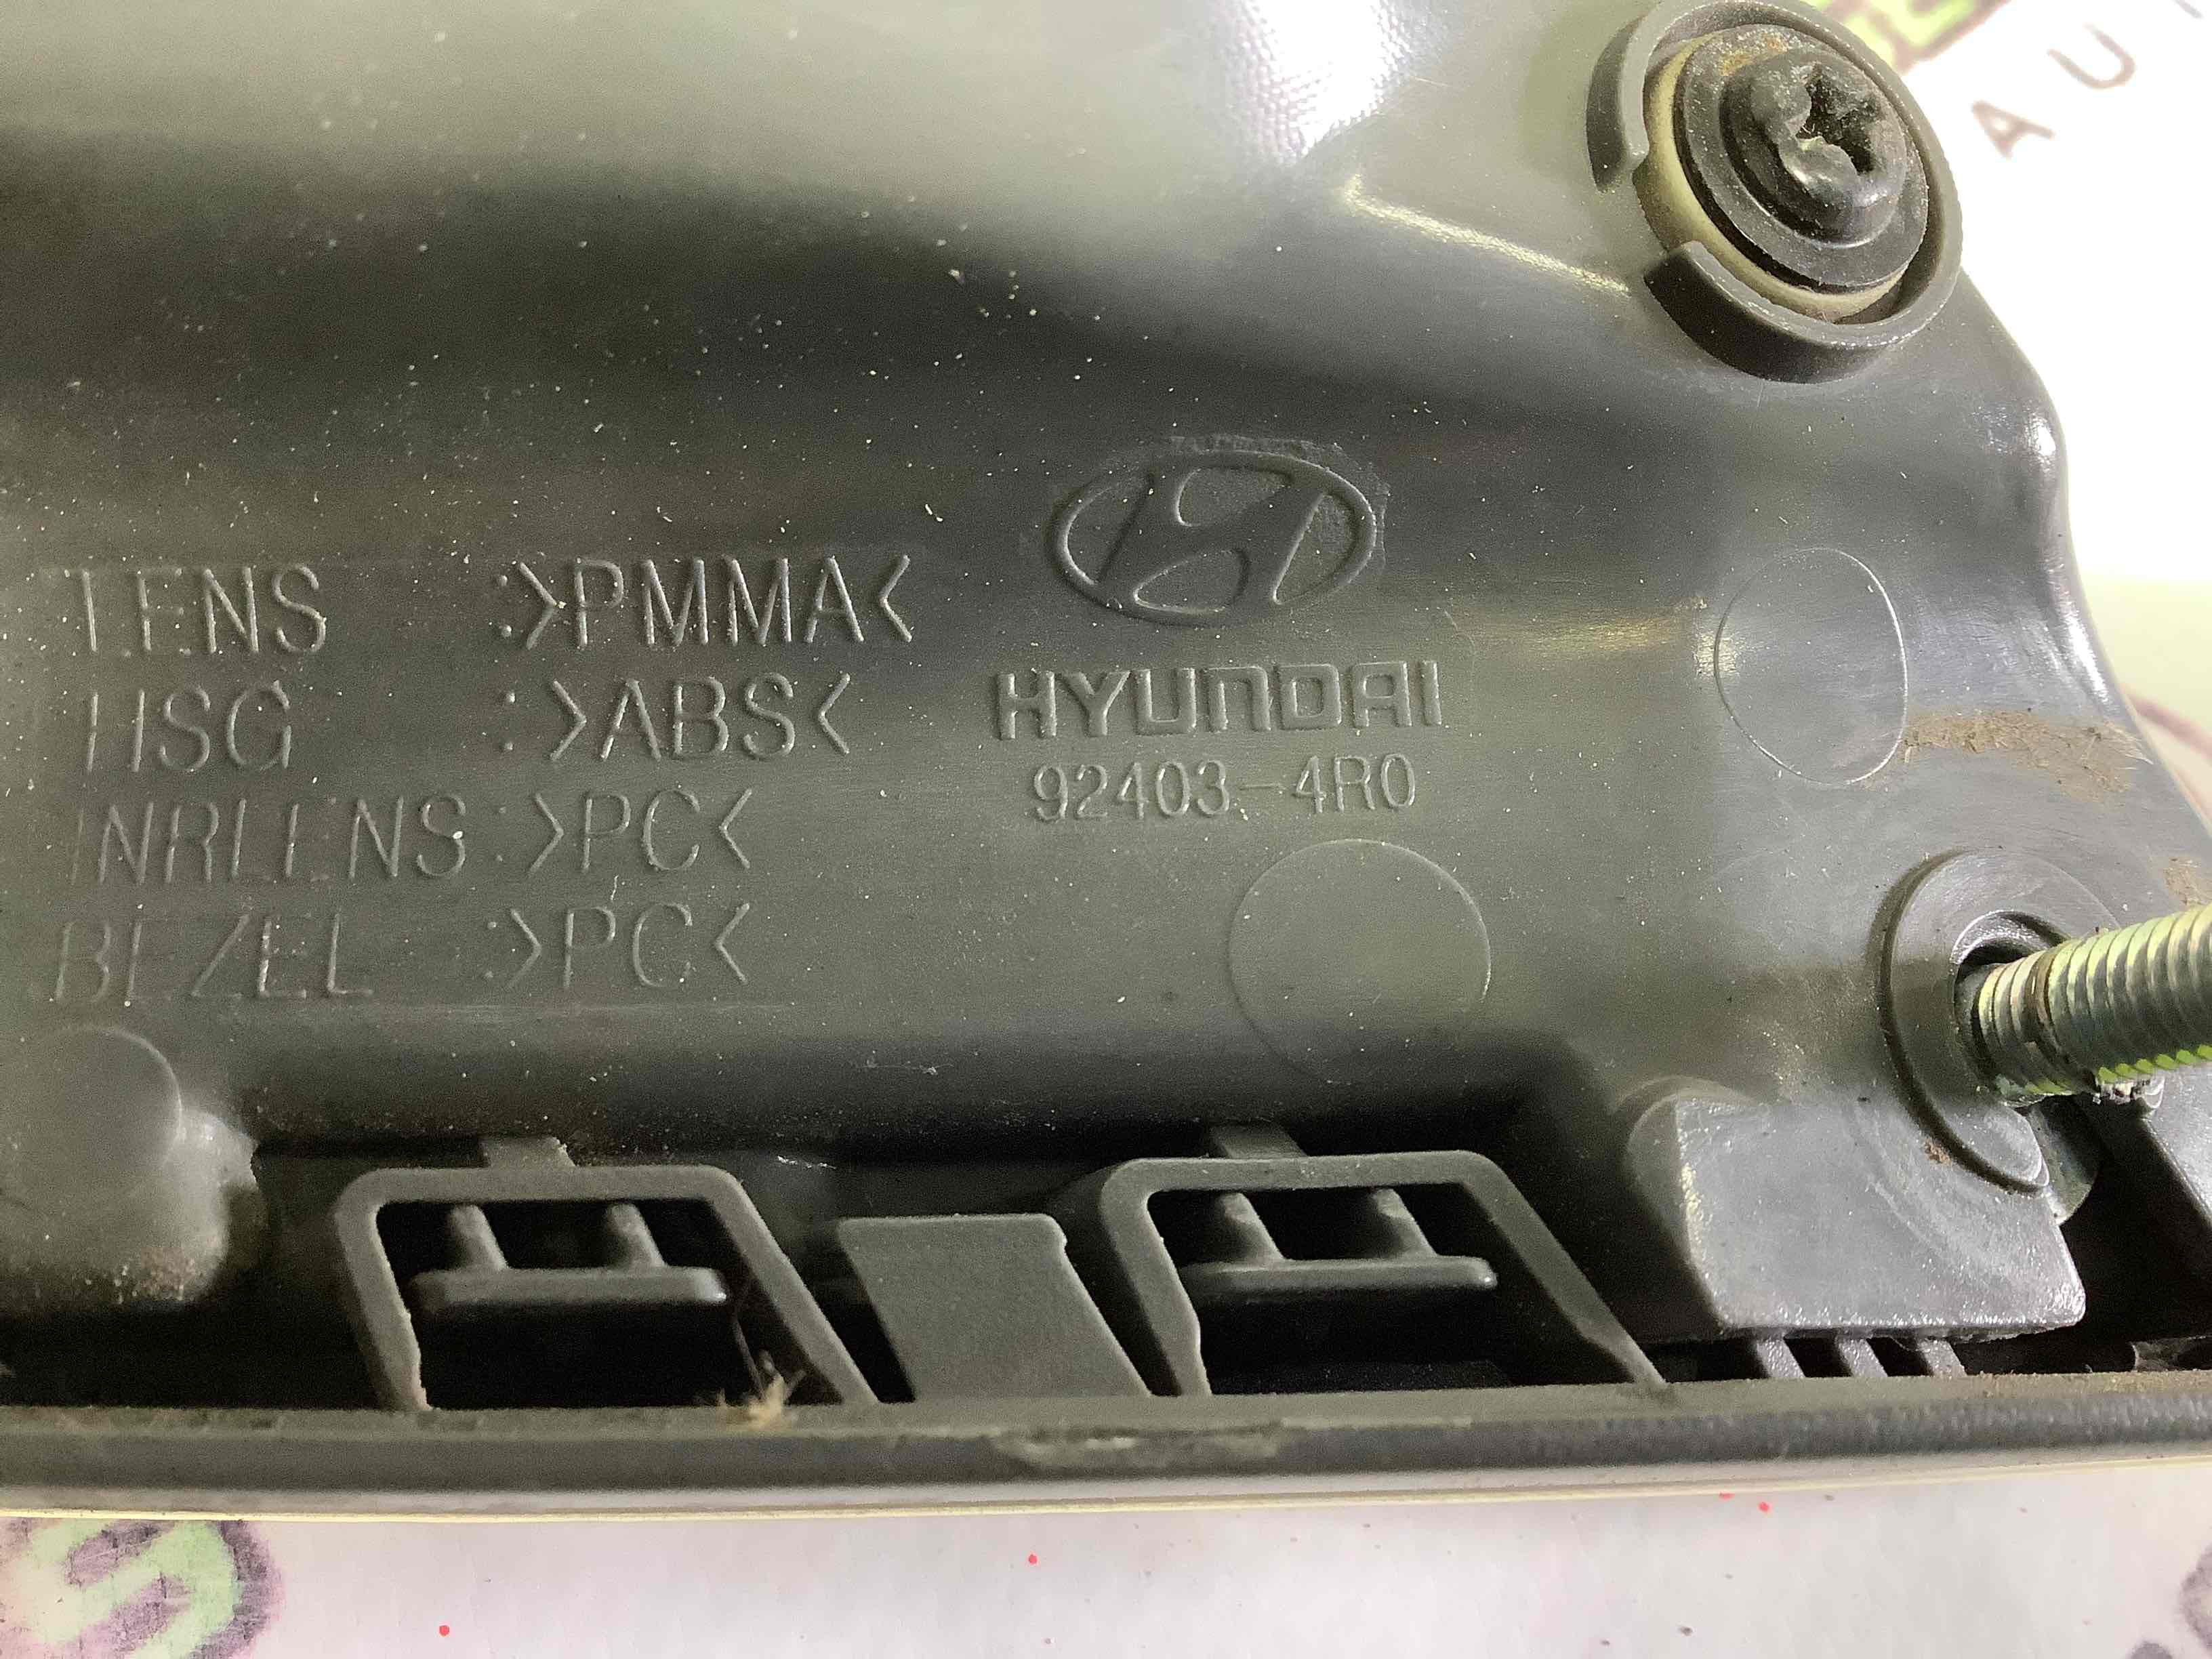 LENS :>PMMA<
HSG :>ABS<
INRLENS :>PC<
BEZEL :>PC<
HYUNDAI
92403-4R0